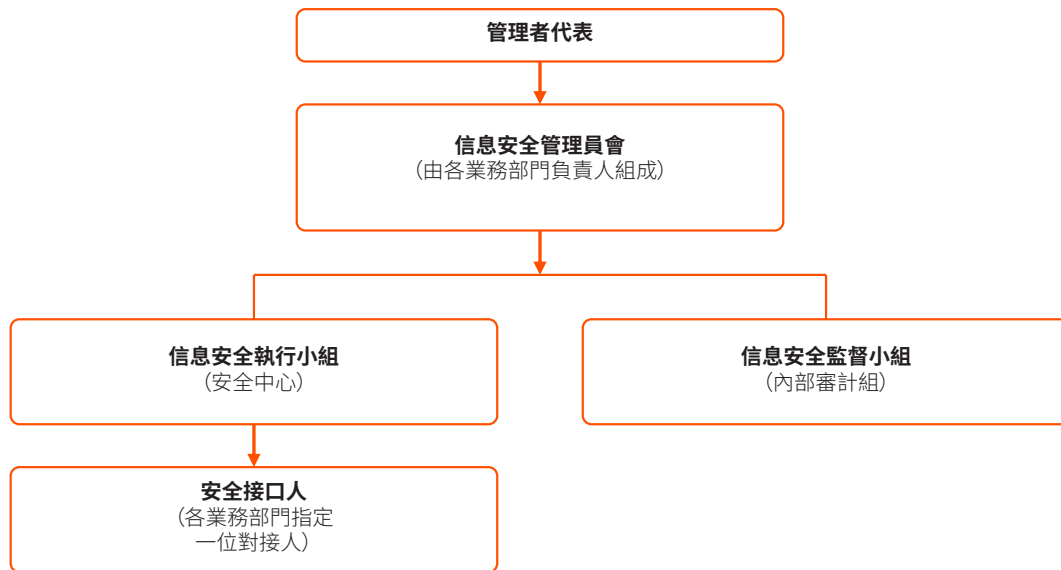 管理者代表
信息安全管理員會
（由各業務部門負責人組成）
信息安全執行小組
（安全中心）
信息安全監督小組
（內部審計組）
安全接口人
（各業務部門指定
一位對接人）